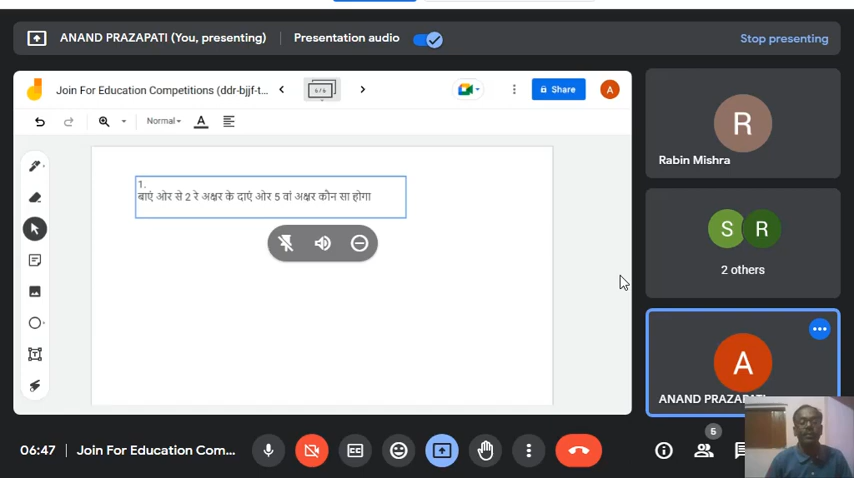 ANAND PRAZAPATI (You, presenting)
Presentation audio
Stop presenting
Join For Education Competitions (ddr-bjjf-t...
6/6
Share
A
Normal
A
1.
बाएं ओर से 2 रे अक्षर के दाएं ओर 5 वां अक्षर कौन सा होगा
R
Rabin Mishra
S
R
2 others
A
ANAND PRAZAPATI
06:47
Join For Education Com...
5